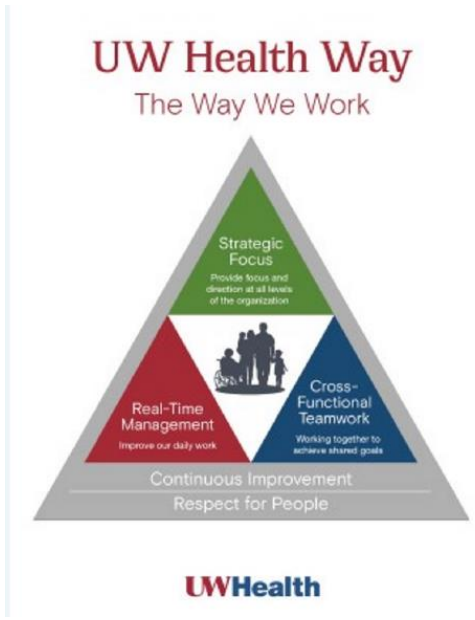 UW Health Way
The Way We Work
Strategic
Focus
Provide focus and
direction at all levels
of the organization
Real-Time
Management
Improve our daily work
Cross-
Functional
Teamwork
Working together to
achieve shared goals
Continuous Improvement
Respect for People
UWHealth